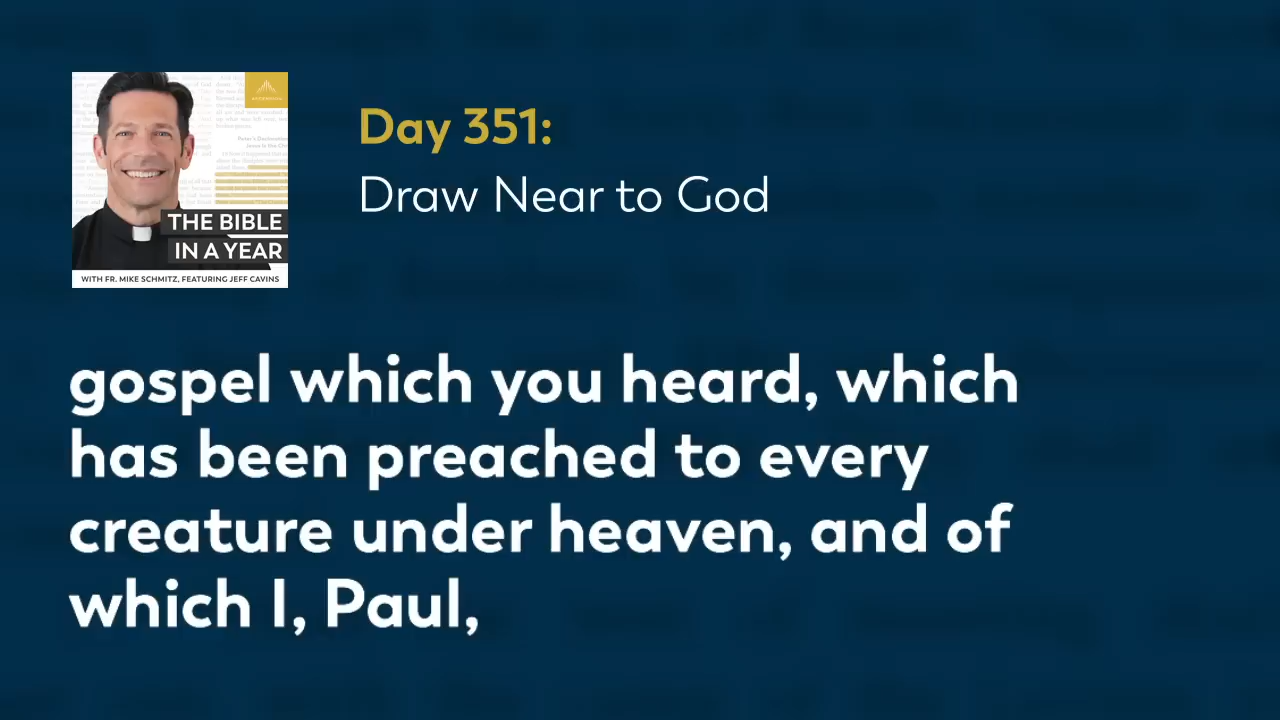 Day 351:
Draw Near to God
THE BIBLE
IN A YEAR
WITH FR. MIKE SCHMITZ, FEATURING JEFF CAVINS
gospel which you heard, which
has been preached to every
creature under heaven, and of
which I, Paul,